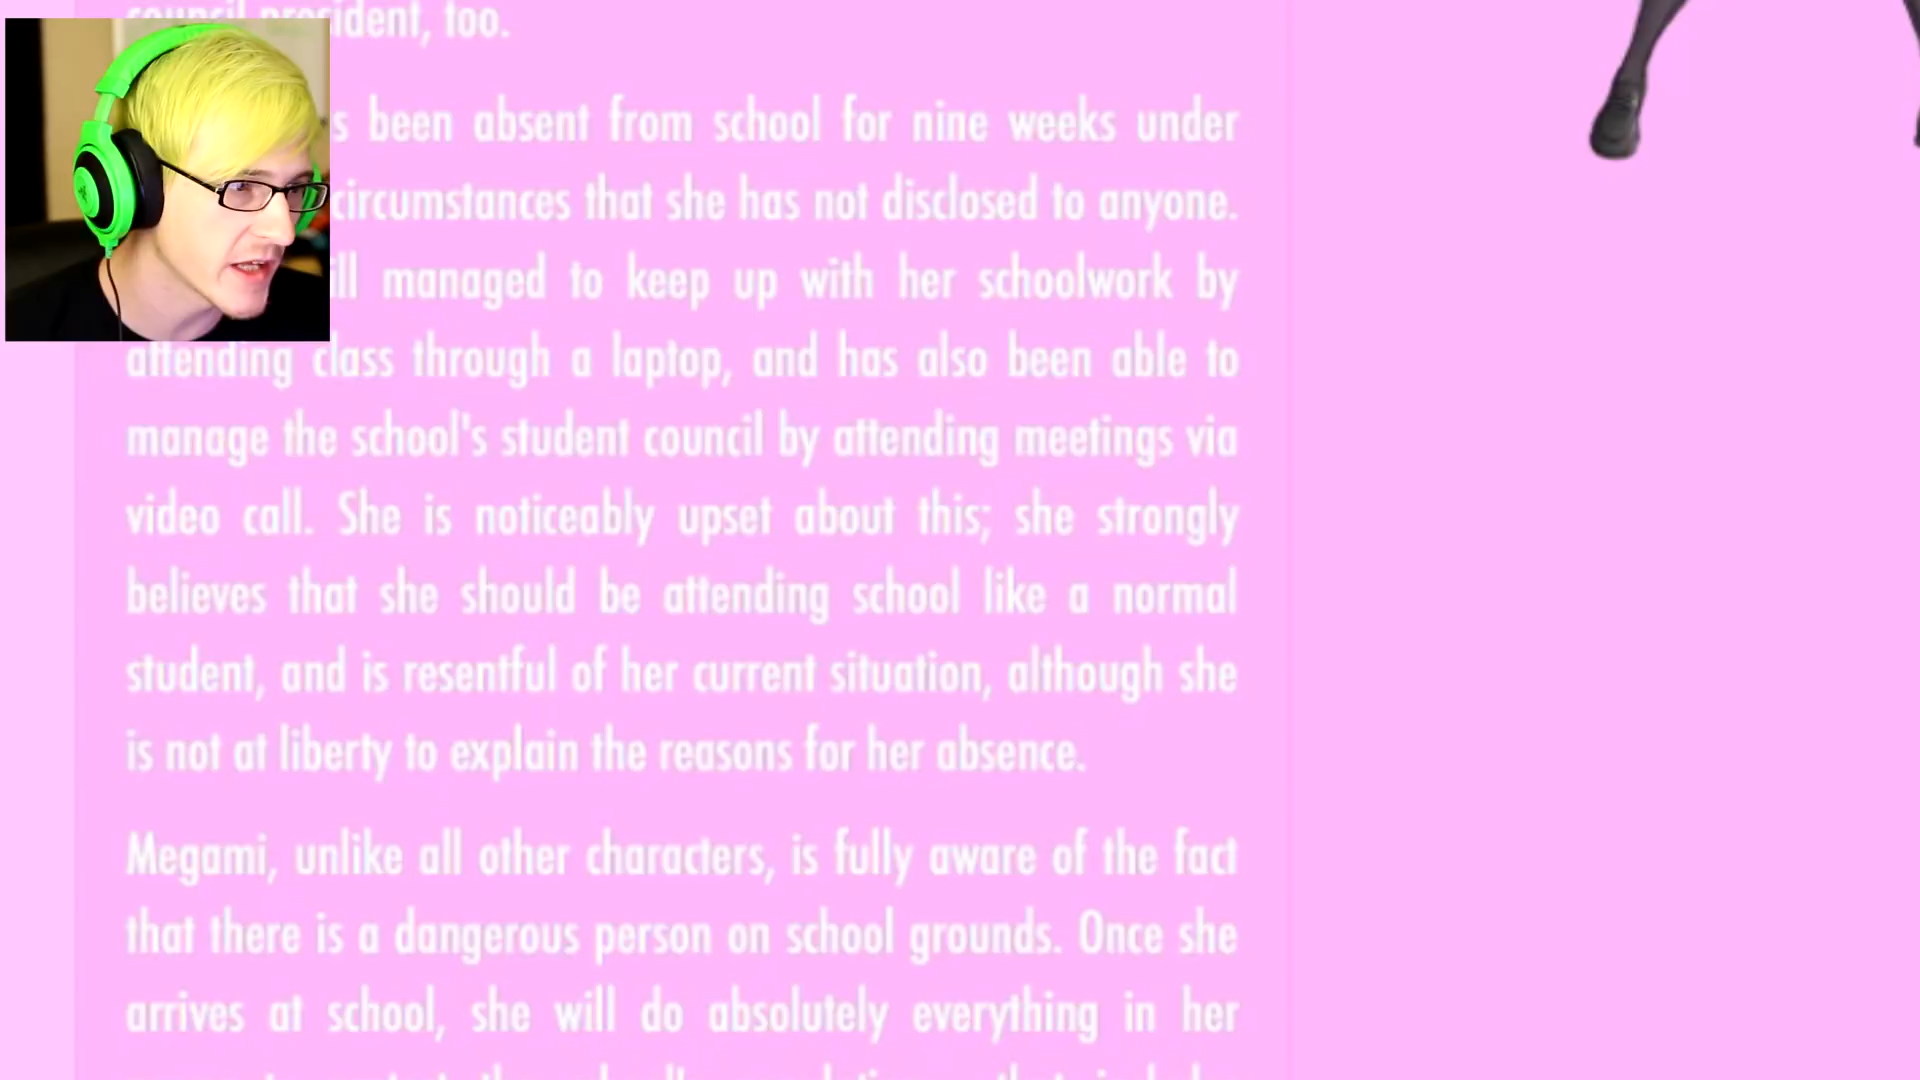 president, too.
been absent from school for nine weeks under
circumstances that she has not disclosed to anyone.
managed to keep up with her schoolwork by
attending class through a laptop, and has also been able to
manage the school's student council by attending meetings via
video call. She is noticeably upset about this; she strongly
believes that she should be attending school like a normal
student, and is resentful of her current situation, although she
is not at liberty to explain the reasons for her absence.
Megami, unlike all other characters, is fully aware of the fact
that there is a dangerous person on school grounds. Once she
arrives at school, she will do absolutely everything in her